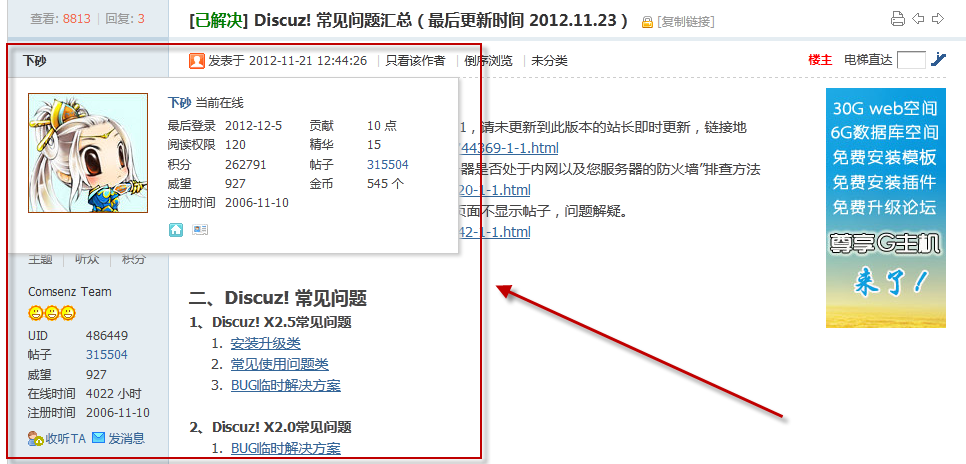 查看: 8813 | 回复: 3
[已解决] Discuz! 常见问题汇总（最后更新时间 2012.11.23） [复制链接]
下砂
发表于 2012-11-21 12:44:26 | 只看该作者 | 倒序浏览 | 未分类
楼主 电梯直达
下砂 当前在线
最后登录 2012-12-5 贡献 10 点
阅读权限 120 精华 15
积分 262791 帖子 315504
威望 927 金币 545 个
注册时间 2006-11-10
1，请未更新到此版本的站长即时更新，链接地
44369-1-1.html
器是否处于内网以及您服务器的防火墙”排查方法
20-1-1.html
页面不显示帖子，问题解疑。
42-1-1.html
主题 | 听众 | 积分
Comsenz Team
UID 486449
帖子 315504
威望 927
在线时间 4022 小时
注册时间 2006-11-10
收听TA 发消息
二、Discuz! 常见问题
1、Discuz! X2.5常见问题
1. 安装升级类
2. 常见使用问题类
3. BUG临时解决方案
2、Discuz! X2.0常见问题
1. BUG临时解决方案
30G web空间
6G数据库空间
免费安装模板
免费安装插件
免费升级论坛
尊享G主机
来了!